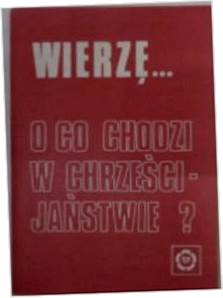 WIERZĘ...
O CO CHODZI
W CHRZEŚCI-
JAŃSTWIE ?